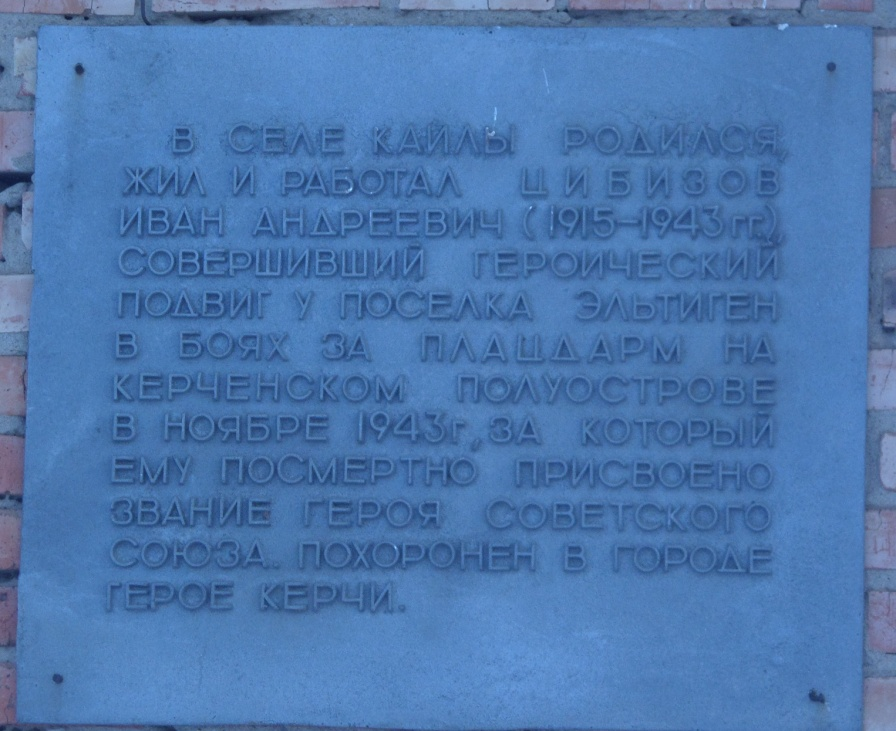 В СЕЛЕ КАЙЛЫ РОДИЛСЯ,
ЖИЛ И РАБОТАЛ ЦИБИЗОВ
ИВАН АНДРЕЕВИЧ (1915-1943 гг.),
СОВЕРШИВШИЙ ГЕРОИЧЕСКИЙ
ПОДВИГ У ПОСЕЛКА ЭЛЬТИГЕН
В БОЯХ ЗА ПЛАЦДАРМ НА
КЕРЧЕНСКОМ ПОЛУОСТРОВЕ
В НОЯБРЕ 1943г., ЗА КОТОРЫЙ
ЕМУ ПОСМЕРТНО ПРИСВОЕНО
ЗВАНИЕ ГЕРОЯ СОВЕТСКОГО
СОЮЗА.. ПОХОРОНЕН В ГОРОДЕ
ГЕРОЕ КЕРЧИ.